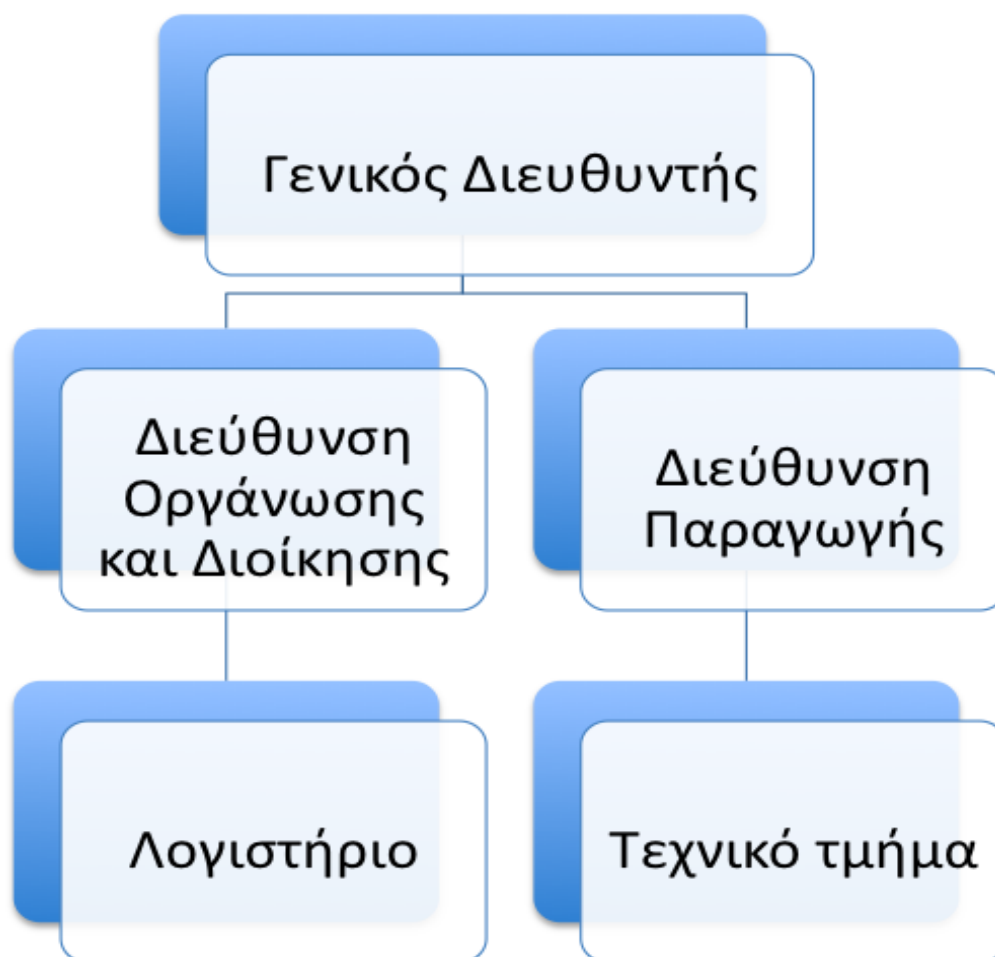 Γενικός Διευθυντής
Διεύθυνση
Οργάνωσης
και Διοίκησης
Διεύθυνση
Παραγωγής
Λογιστήριο
Τεχνικό τμήμα